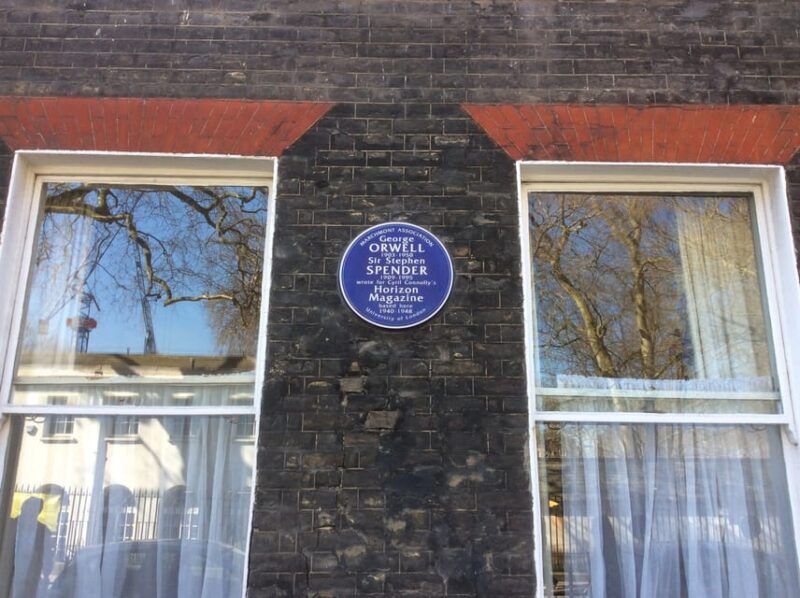 MARCHMONT ASSOCIATION
George
ORWELL
1903-1950
Sir Stephen
SPENDER
1909-1995
wrote for Cyril Connolly's
Horizon
Magazine
based here
1940-1948
University of London